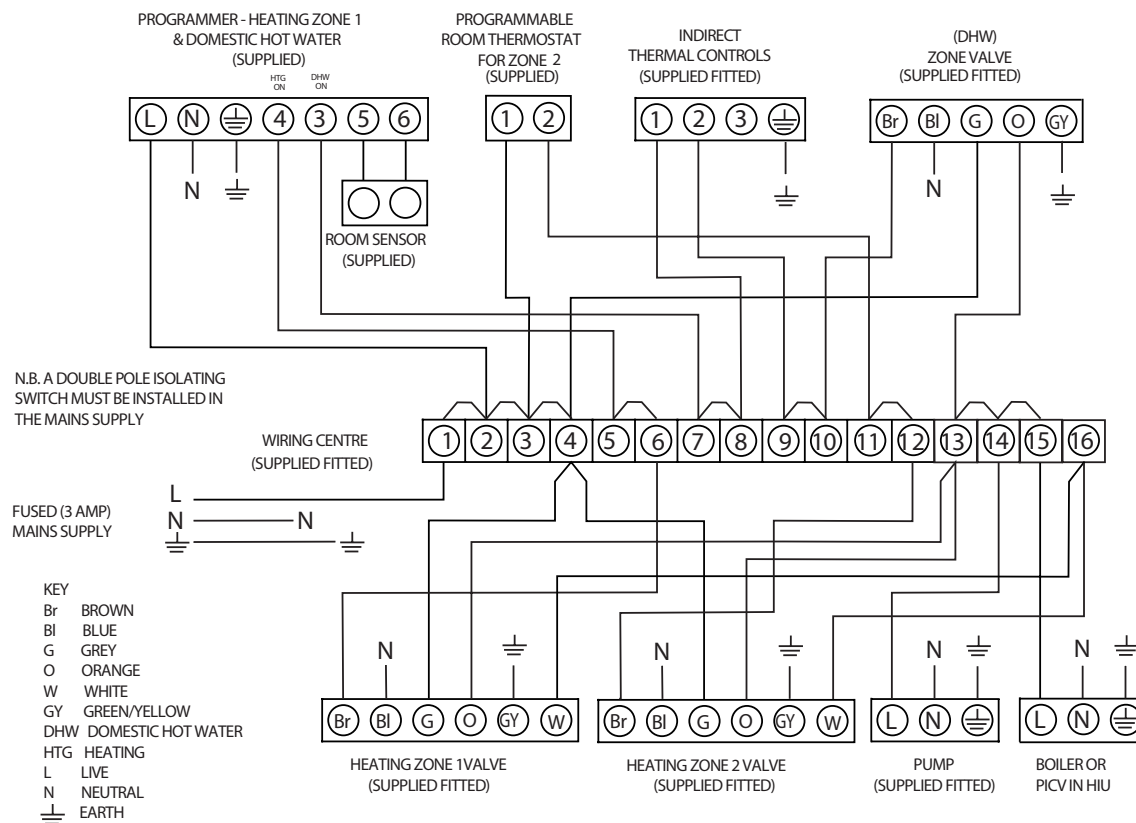 PROGRAMMER - HEATING ZONE 1
& DOMESTIC HOT WATER
(SUPPLIED)
HTG
ON
DHW
ON
L N 4 3 5 6
N
ROOM SENSOR
(SUPPLIED)
PROGRAMMABLE
ROOM THERMOSTAT
FOR ZONE 2
(SUPPLIED)
1 2
INDIRECT
THERMAL CONTROLS
(SUPPLIED FITTED)
1 2 3
(DHW)
ZONE VALVE
(SUPPLIED FITTED)
Br Bl G O GY
N
N.B. A DOUBLE POLE ISOLATING
SWITCH MUST BE INSTALLED IN
THE MAINS SUPPLY
WIRING CENTRE
(SUPPLIED FITTED)
1 2 3 4 5 6 7 8 9 10 11 12 13 14 15 16
FUSED (3 AMP)
MAINS SUPPLY
L
N N
KEY
Br BROWN
Bl BLUE
G GREY
O ORANGE
W WHITE
GY GREEN/YELLOW
DHW DOMESTIC HOT WATER
HTG HEATING
L LIVE
N NEUTRAL
EARTH
N
Br Bl G O GY W
HEATING ZONE 1VALVE
(SUPPLIED FITTED)
N
Br Bl G O GY W
HEATING ZONE 2 VALVE
(SUPPLIED FITTED)
N
L N
PUMP
(SUPPLIED FITTED)
N
L N
BOILER OR
PICV IN HIU